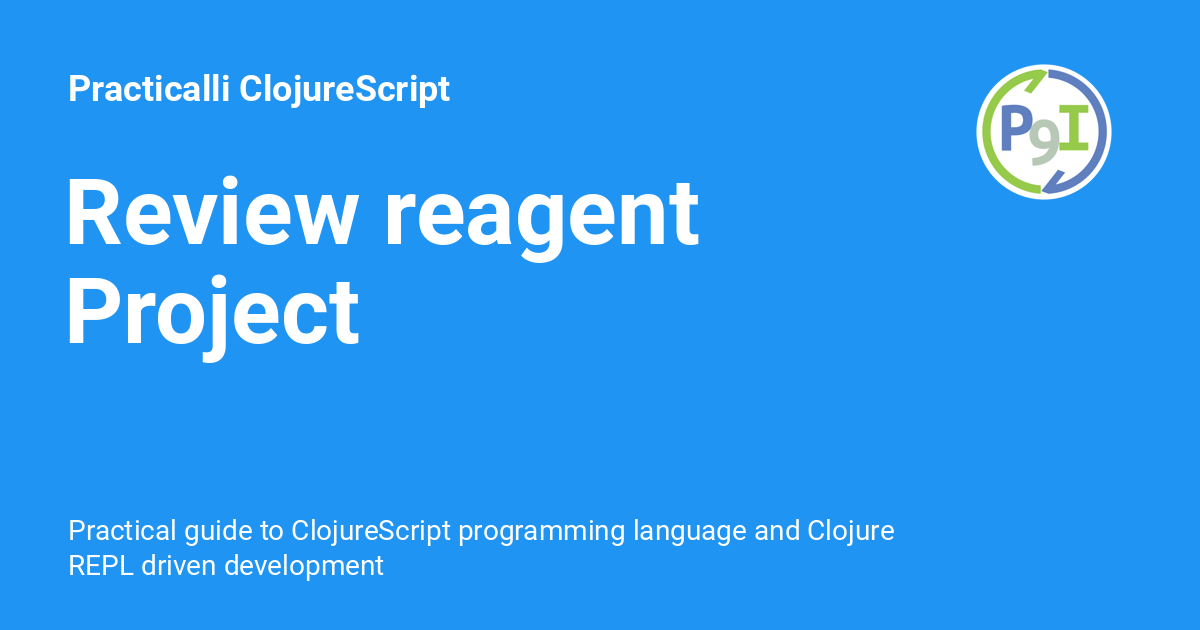 Practicalli ClojureScript
P9I
Review reagent
Project
Practical guide to ClojureScript programming language and Clojure
REPL driven development